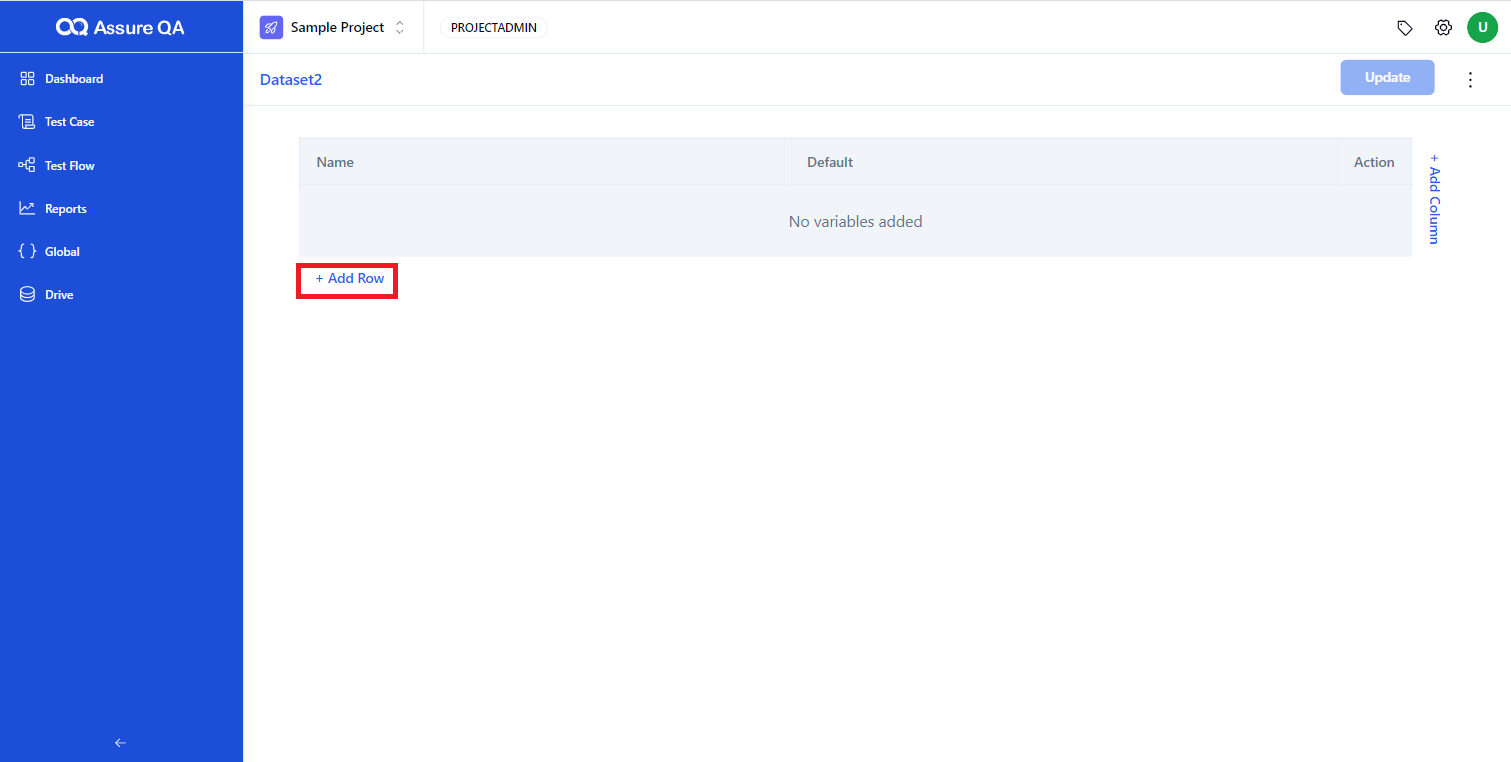 Assure QA
Sample Project
PROJECTADMIN
U
Dashboard
Test Case
Test Flow
Reports
Global
Drive
Dataset2
Update
Name
Default
Action
No variables added
+ Add Row
+ Add Column